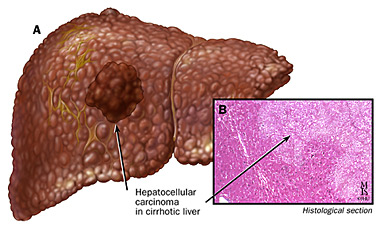 A
B
Hepatocellular
carcinoma
in cirrhotic liver
Histological section